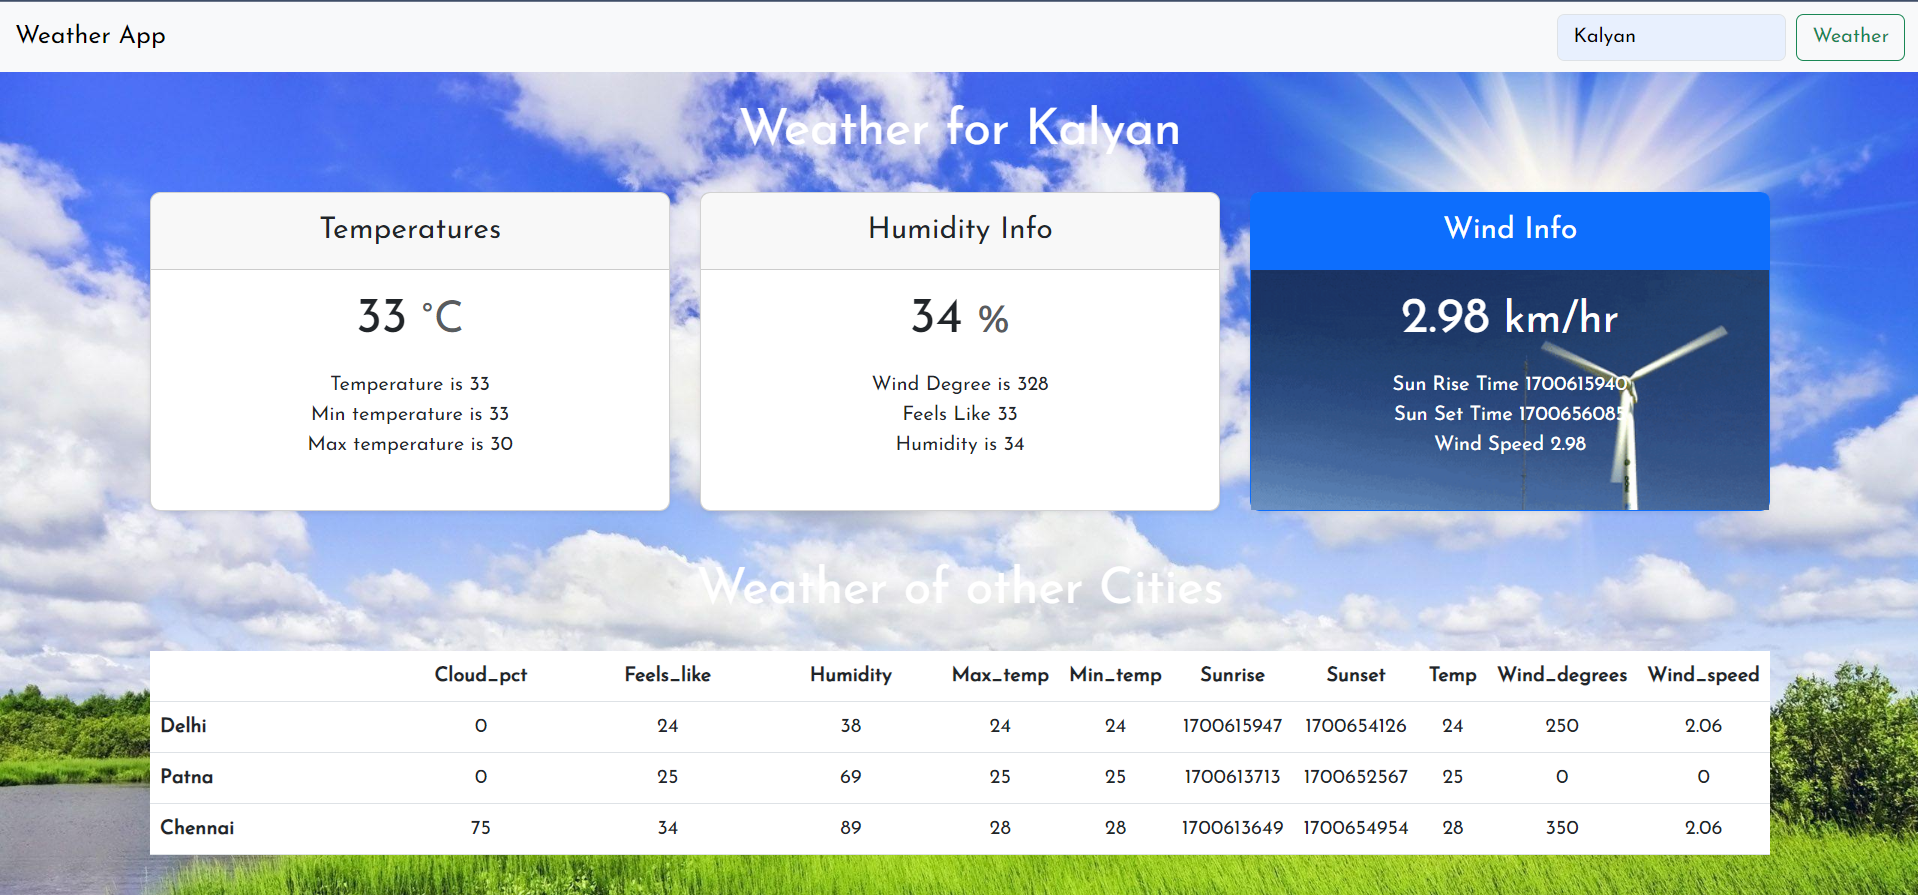 Weather App
Kalyan
Weather
Weather for Kalyan
Temperatures
33 °C
Temperature is 33
Min temperature is 33
Max temperature is 30
Humidity Info
34 %
Wind Degree is 328
Feels Like 33
Humidity is 34
Wind Info
2.98 km/hr
Sun Rise Time 1700615940
Sun Set Time 1700656085
Wind Speed 2.98
Weather of other Cities
Cloud_pct Feels_like Humidity Max_temp Min_temp Sunrise Sunset Temp Wind_degrees Wind_speed
Delhi 0 24 38 24 24 1700615947 1700654126 24 250 2.06
Patna 0 25 69 25 25 1700613713 1700652567 25 0 0
Chennai 75 34 89 28 28 1700613649 1700654954 28 350 2.06